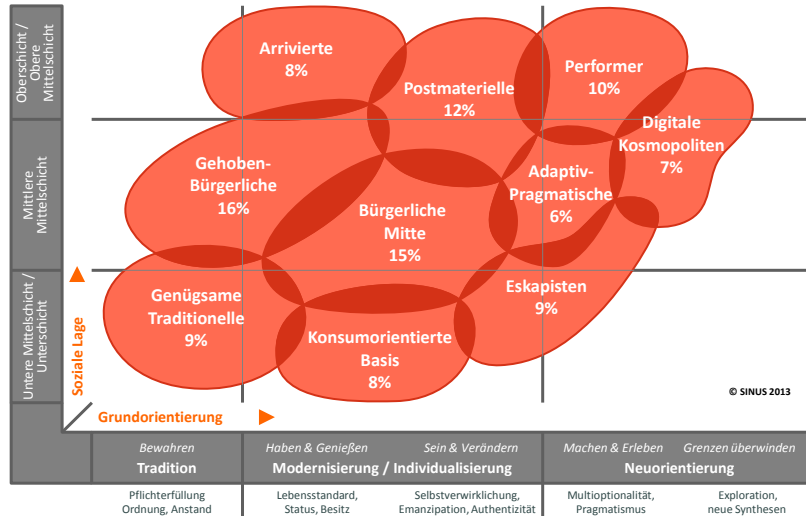 Oberschicht /
Obere
Mittelschicht
Mittlere
Mittelschicht
Untere Mittelschicht /
Unterschicht
Soziale Lage
Arrivierte
8%
Postmaterielle
12%
Performer
10%
Digitale
Kosmopoliten
7%
Gehoben-
Bürgerliche
16%
Bürgerliche
Mitte
15%
Adaptiv-
Pragmatische
6%
Genügsame
Traditionelle
9%
Konsumorientierte
Basis
8%
Eskapisten
9%
© SINUS 2013
Grundorientierung
Bewahren
Tradition
Haben & Genießen
Sein & Verändern
Modernisierung / Individualisierung
Machen & Erleben
Grenzen überwinden
Neuorientierung
Pflichterfüllung
Ordnung, Anstand
Lebensstandard,
Status, Besitz
Selbstverwirklichung,
Emanzipation, Authentizität
Multioptionalität,
Pragmatismus
Exploration,
neue Synthesen